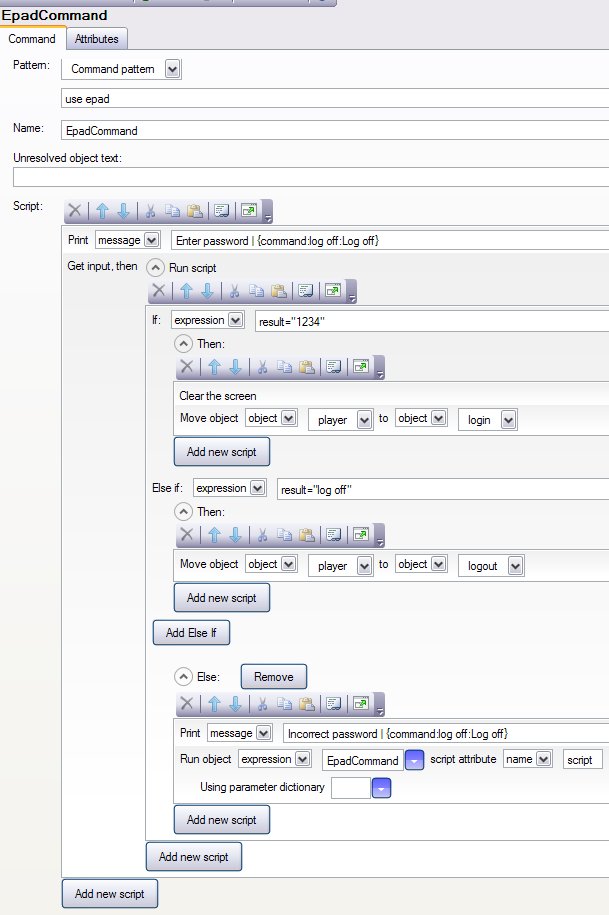 EpadCommand
Command Attributes
Pattern: Command pattern
use epad
Name: EpadCommand
Unresolved object text:
Script:
Print message Enter password | {command:log off:Log off}
Get input, then Run script
If: expression result="1234"
Then:
Clear the screen
Move object object player to object login
Add new script
Else if: expression result="log off"
Then:
Move object object player to object logout
Add new script
Add Else If
Else: Remove
Print message Incorrect password | {command:log off:Log off}
Run object expression EpadCommand script attribute name script
Using parameter dictionary
Add new script
Add new script
Add new script